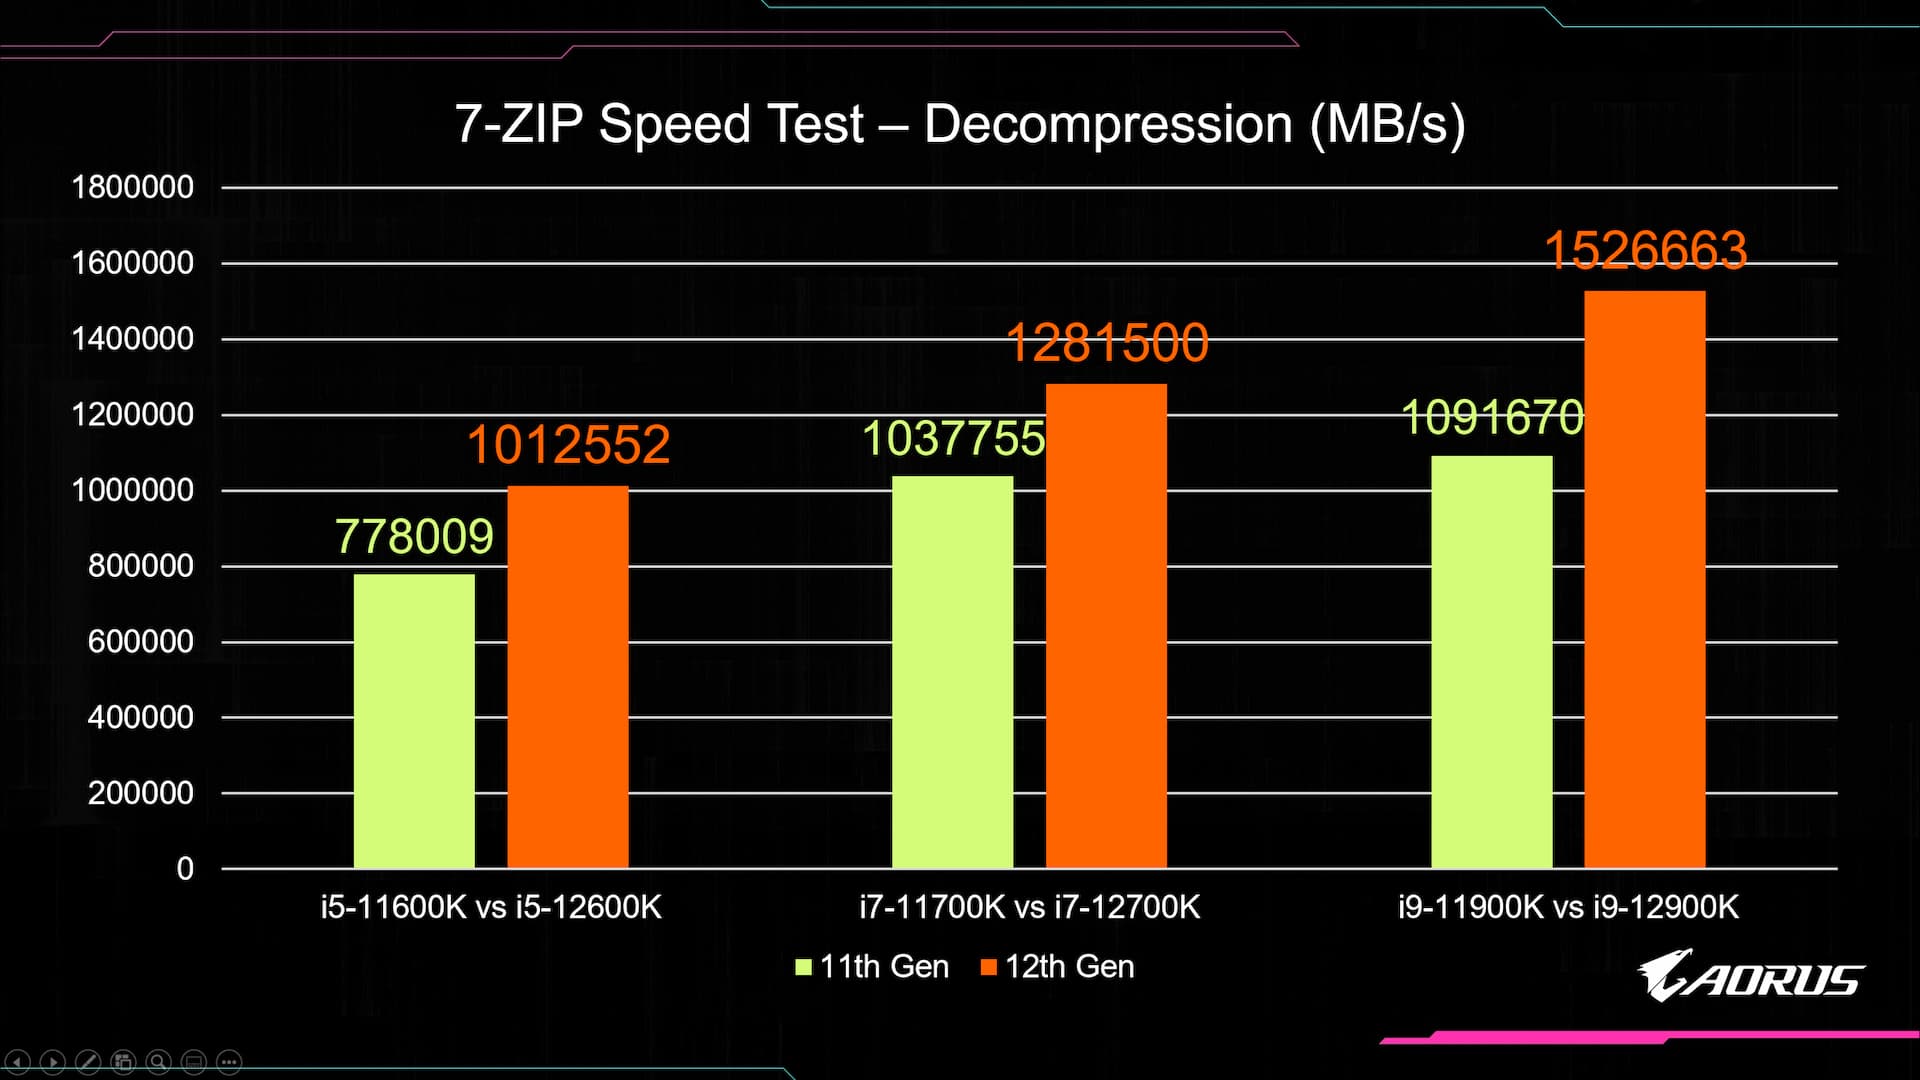 7-ZIP Speed Test – Decompression (MB/s)
1800000
1600000
1400000
1200000
1000000
800000
600000
400000
200000
0
778009
1012552
1037755
1281500
1091670
1526663
i5-11600K vs i5-12600K
i7-11700K vs i7-12700K
i9-11900K vs i9-12900K
11th Gen
12th Gen
AORUS